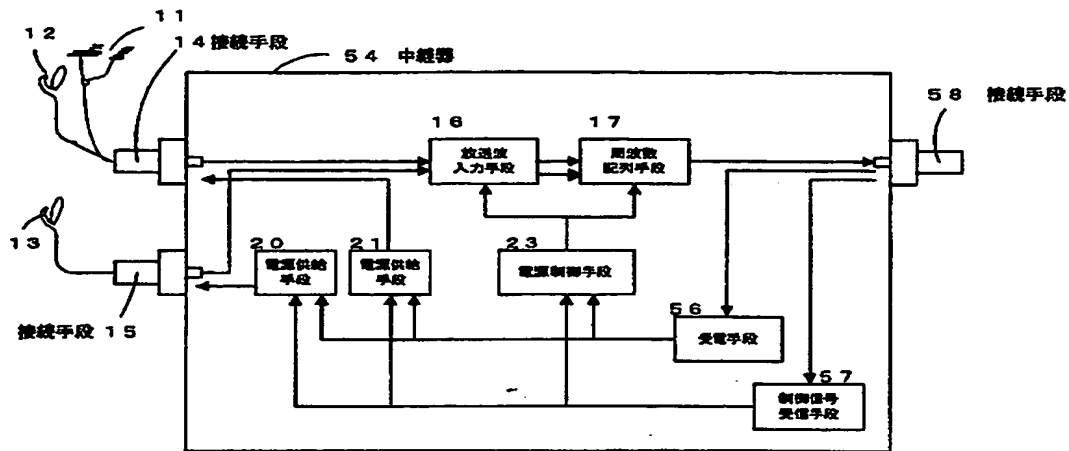 12
11
14 接続手段
54 中継器
58 接続手段
16
放送波
入力手段
17
周波数
配列手段
13
接続手段 15
20
電源供給
手段
21
電源供給
手段
23
電源制御手段
56
受電手段
57
制御信号
受信手段